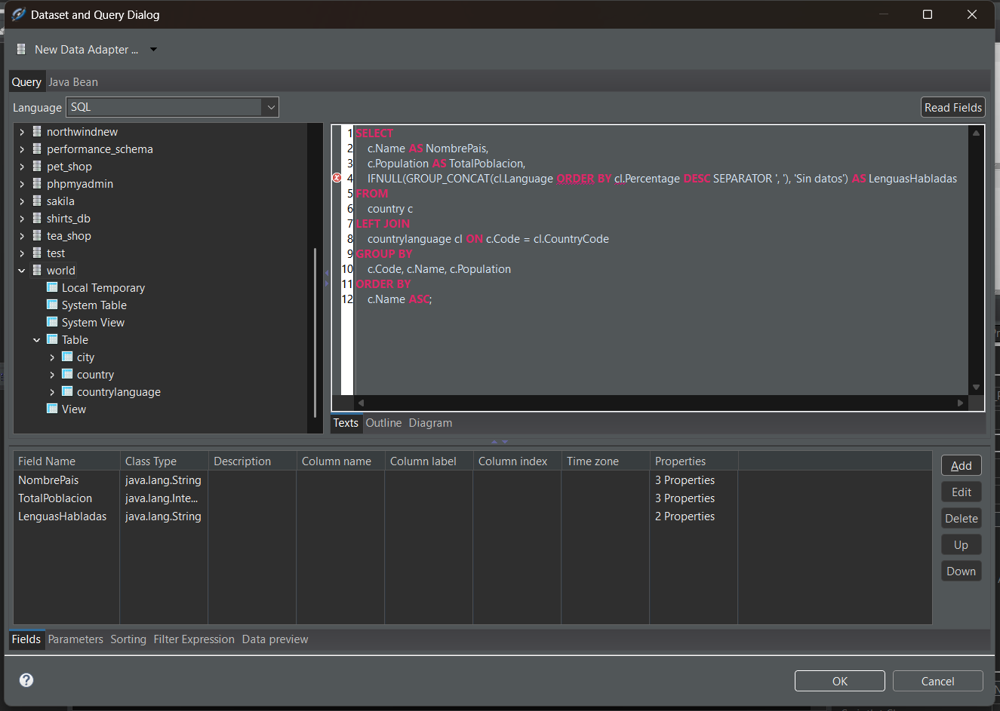 Dataset and Query Dialog
New Data Adapter ...
Query Java Bean
Language SQL
Read Fields
northwindnew
performance_schema
pet_shop
phpmyadmin
sakila
shirts_db
tea_shop
test
world
Local Temporary
System Table
System View
Table
city
country
countrylanguage
View
1 SELECT
2 c.Name AS NombrePais,
3 c.Population AS TotalPoblacion,
4 IFNULL(GROUP_CONCAT(cl.Language ORDER BY cl.Percentage DESC SEPARATOR ', '), 'Sin datos') AS LenguasHabladas
5 FROM
6 country c
7 LEFT JOIN
8 countrylanguage cl ON c.Code = cl.CountryCode
9 GROUP BY
10 c.Code, c.Name, c.Population
11 ORDER BY
12 c.Name ASC;
Texts Outline Diagram
Field Name Class Type Description Column name Column label Column index Time zone Properties
NombrePais java.lang.String 3 Properties
TotalPoblacion java.lang.Inte... 3 Properties
LenguasHabladas java.lang.String 2 Properties
Add
Edit
Delete
Up
Down
Fields Parameters Sorting Filter Expression Data preview
OK Cancel